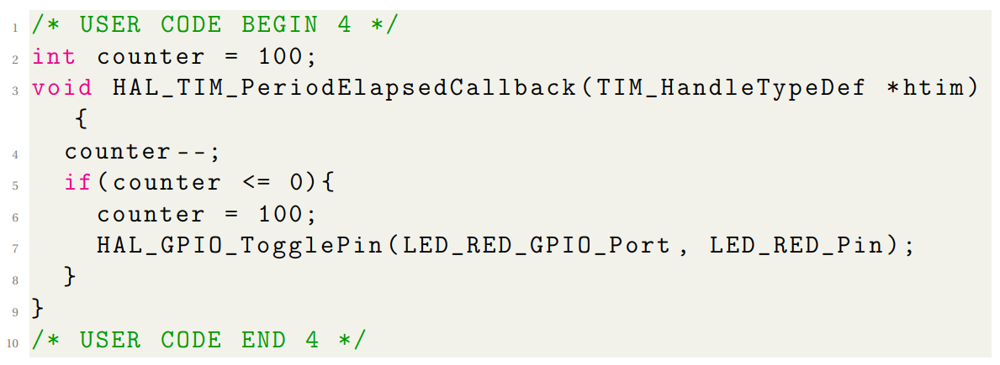 1 /* USER CODE BEGIN 4 */
2 int counter = 100;
3 void HAL_TIM_PeriodElapsedCallback(TIM_HandleTypeDef *htim)
{
4 counter--;
5 if(counter <= 0){
6 counter = 100;
7 HAL_GPIO_TogglePin(LED_RED_GPIO_Port, LED_RED_Pin);
8 }
9 }
10 /* USER CODE END 4 */